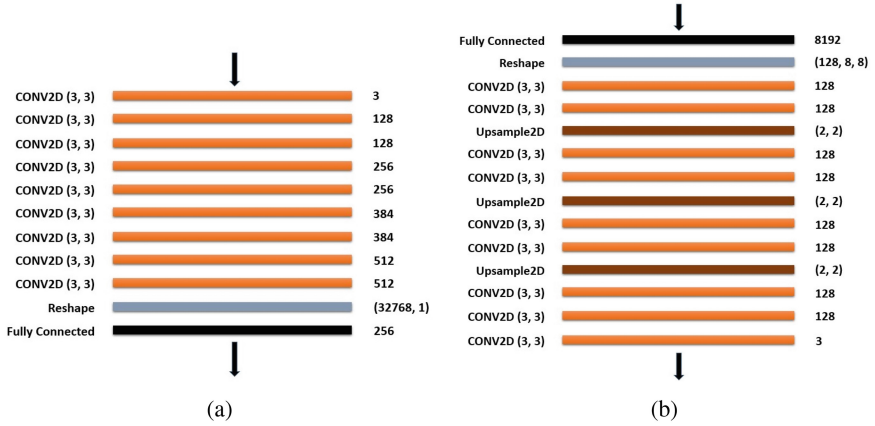 CONV2D (3, 3) 3
CONV2D (3, 3) 128
CONV2D (3, 3) 128
CONV2D (3, 3) 256
CONV2D (3, 3) 256
CONV2D (3, 3) 384
CONV2D (3, 3) 384
CONV2D (3, 3) 512
CONV2D (3, 3) 512
Reshape (32768, 1)
Fully Connected 256
(a)
Fully Connected 8192
Reshape (128, 8, 8)
CONV2D (3, 3) 128
CONV2D (3, 3) 128
Upsample2D (2, 2)
CONV2D (3, 3) 128
CONV2D (3, 3) 128
Upsample2D (2, 2)
CONV2D (3, 3) 128
CONV2D (3, 3) 128
Upsample2D (2, 2)
CONV2D (3, 3) 128
CONV2D (3, 3) 128
CONV2D (3, 3) 3
(b)